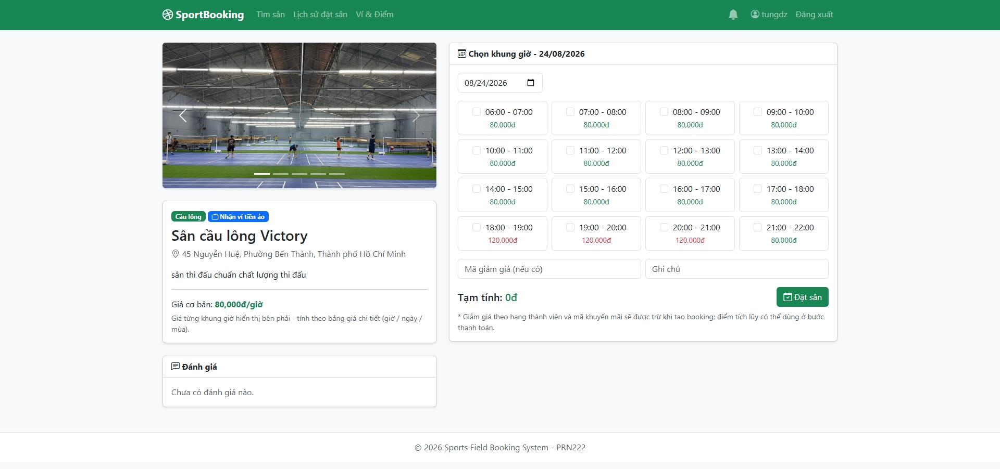 SportBooking Tìm sân Lịch sử đặt sân Ví & Điểm tungdz Đăng xuất
Cầu lông Nhận ví tiền ảo
Sân cầu lông Victory
45 Nguyễn Huệ, Phường Bến Thành, Thành phố Hồ Chí Minh
sân thi đấu chuẩn chất lượng thi đấu
Giá cơ bản: 80,000đ/giờ
Giá từng khung giờ hiển thị bên phải - tính theo bảng giá chi tiết (giờ / ngày /
mùa).
Đánh giá
Chưa có đánh giá nào.
Chọn khung giờ - 24/08/2026
08/24/2026
06:00 - 07:00 07:00 - 08:00 08:00 - 09:00 09:00 - 10:00
80,000đ 80,000đ 80,000đ 80,000đ
10:00 - 11:00 11:00 - 12:00 12:00 - 13:00 13:00 - 14:00
80,000đ 80,000đ 80,000đ 80,000đ
14:00 - 15:00 15:00 - 16:00 16:00 - 17:00 17:00 - 18:00
80,000đ 80,000đ 80,000đ 80,000đ
18:00 - 19:00 19:00 - 20:00 20:00 - 21:00 21:00 - 22:00
120,000đ 120,000đ 120,000đ 80,000đ
Mã giảm giá (nếu có) Ghi chú
Tạm tính: 0đ Đặt sân
* Giảm giá theo hạng thành viên và mã khuyến mãi sẽ được trừ khi tạo booking; điểm tích lũy có thể dùng ở bước
thanh toán.
© 2026 Sports Field Booking System - PRN222